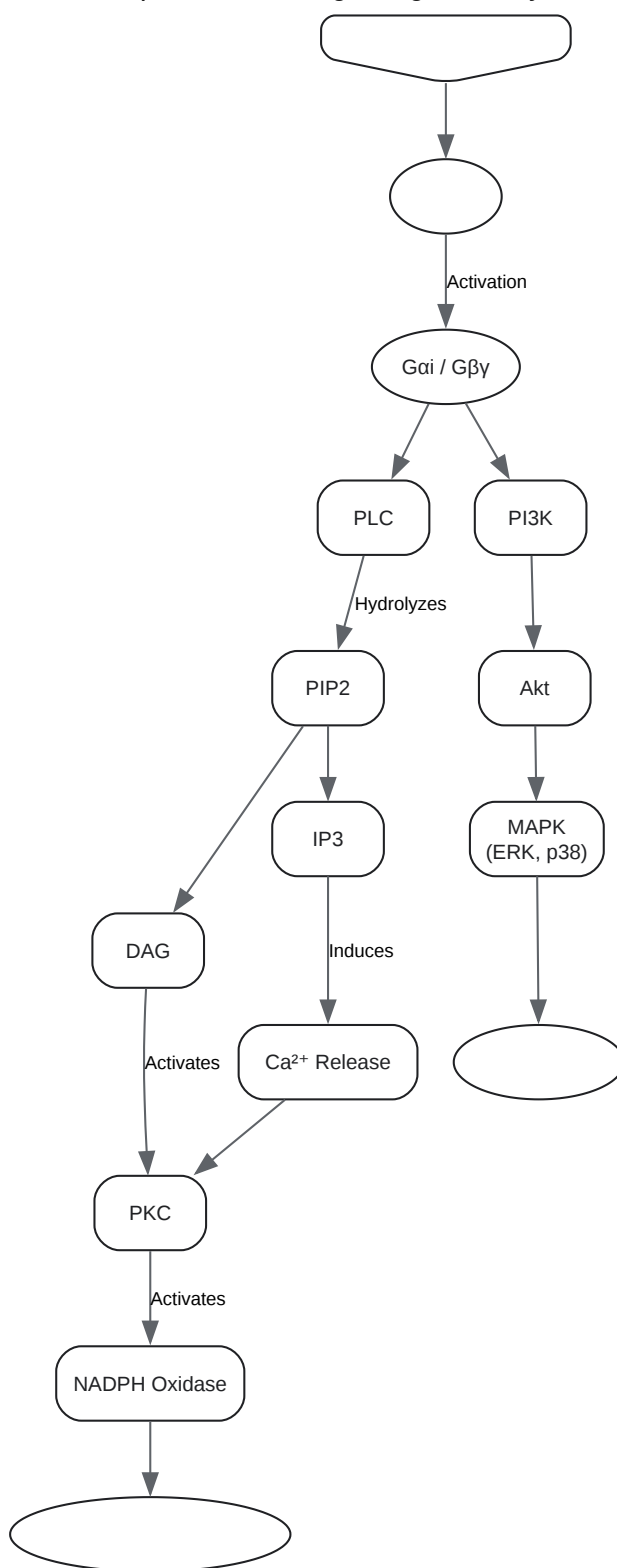 Activation
Gαi / Gβγ
PLC
PI3K
Hydrolyzes
PIP2
Akt
IP3
MAPK
(ERK, p38)
DAG
Induces
Activates
Ca²⁺ Release
PKC
Activates
NADPH Oxidase